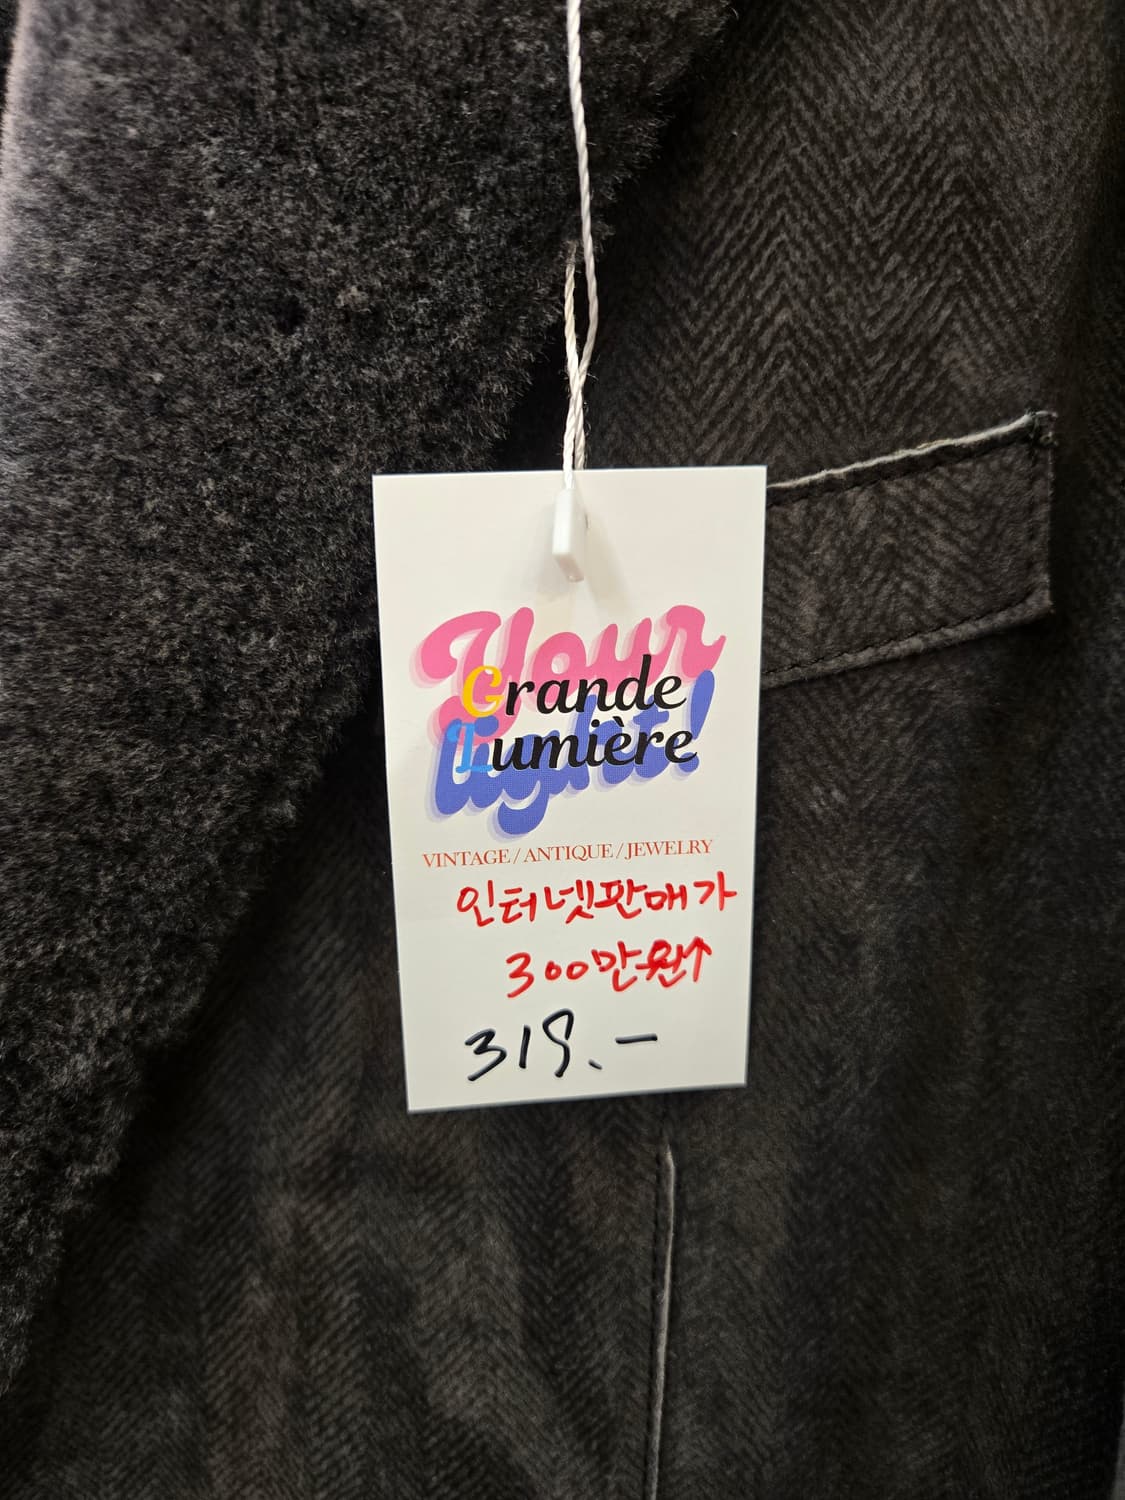 Your
Grande
light!
Lumière
VINTAGE / ANTIQUE / JEWELRY
인터넷판매가
300만원↑
319.-